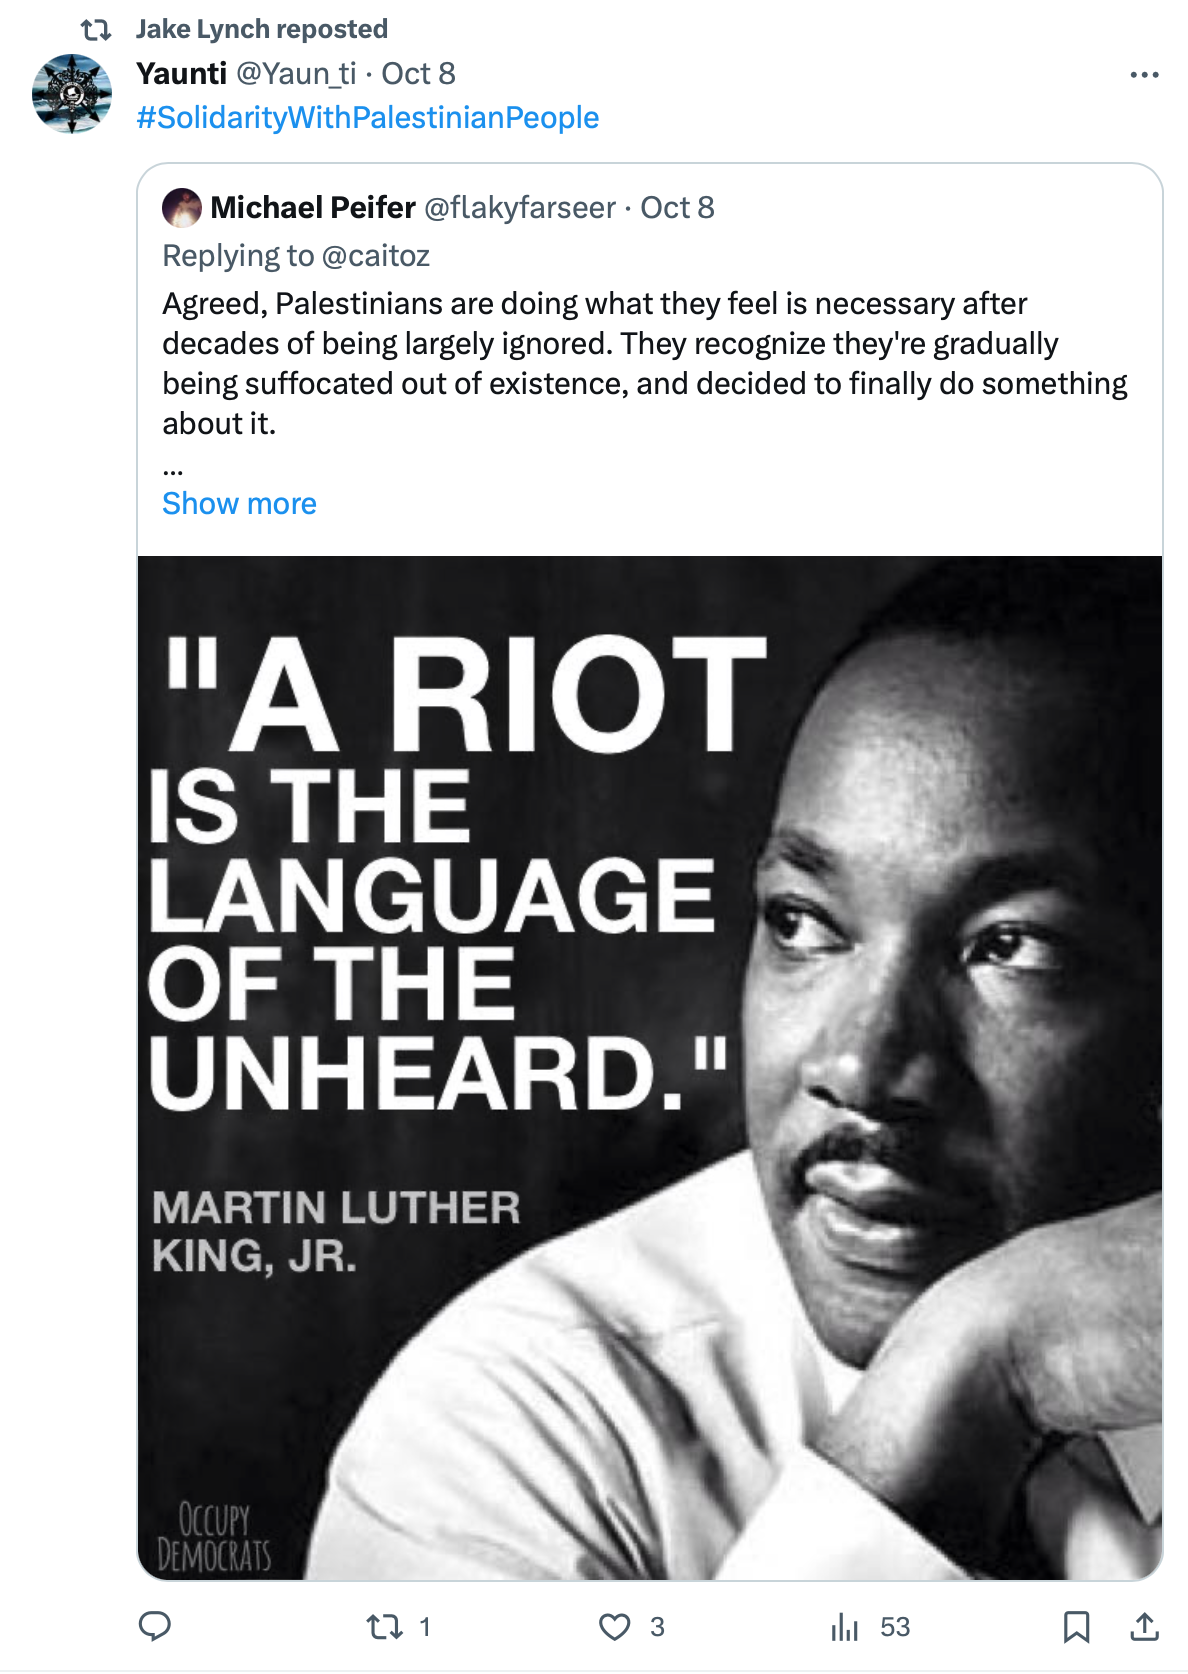 Jake Lynch reposted
Yaunti @Yaun_ti · Oct 8
#SolidarityWithPalestinianPeople
Michael Peifer @flakyfarseer · Oct 8
Replying to @caitoz
Agreed, Palestinians are doing what they feel is necessary after
decades of being largely ignored. They recognize they're gradually
being suffocated out of existence, and decided to finally do something
about it.
...
Show more
"A RIOT
IS THE
LANGUAGE
OF THE
UNHEARD."
MARTIN LUTHER
KING, JR.
OCCUPY
DEMOCRATS
1 3 53